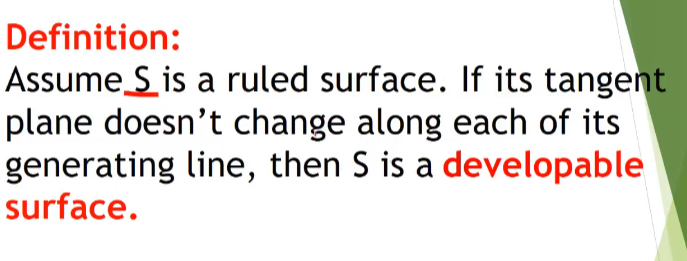 Definition:
Assume S is a ruled surface. If its tangent
plane doesn't change along each of its
generating line, then S is a developable
surface.